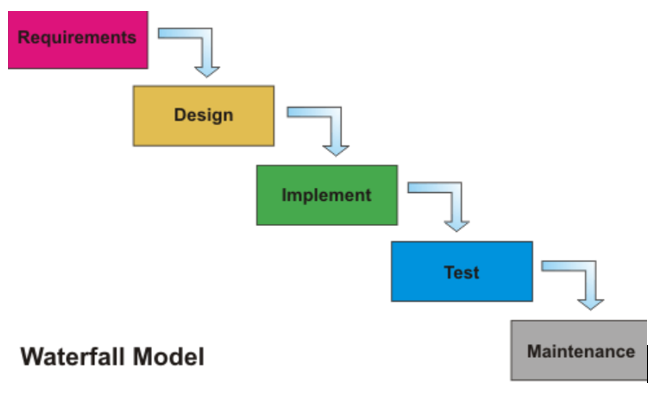 Requirements
Design
Implement
Test
Maintenance
Waterfall Model